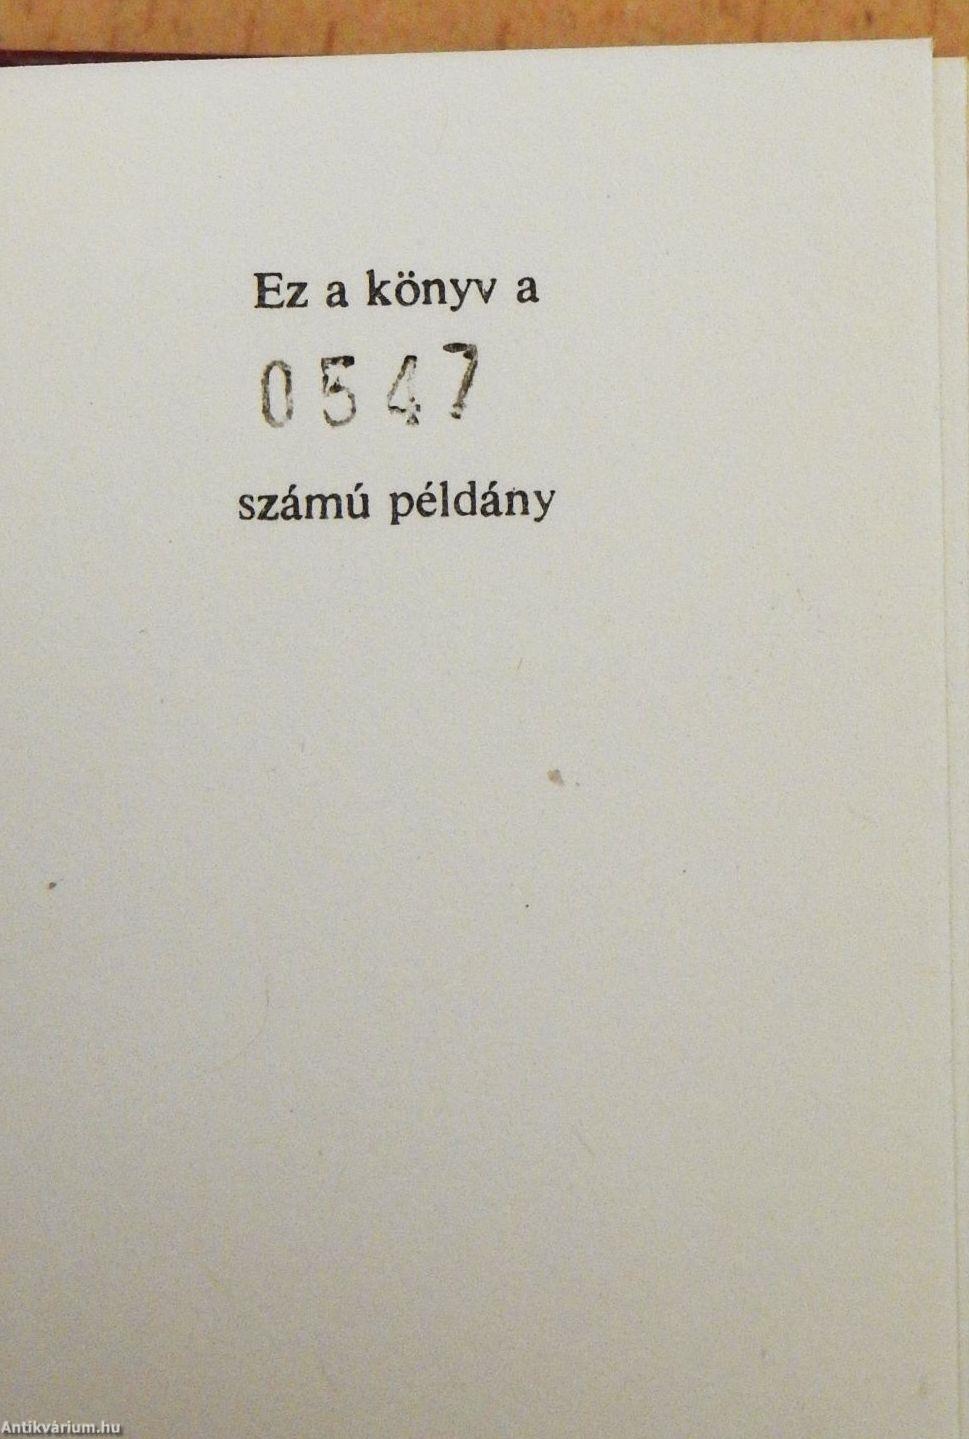 Ez a könyv a
0547
számú példány
Antikvárium.hu